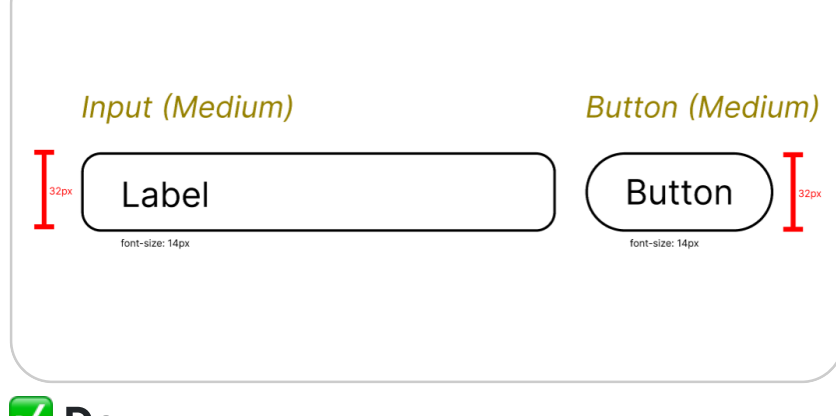 Input (Medium)
Button (Medium)
32px
Label
Button
32px
font-size: 14px
font-size: 14px